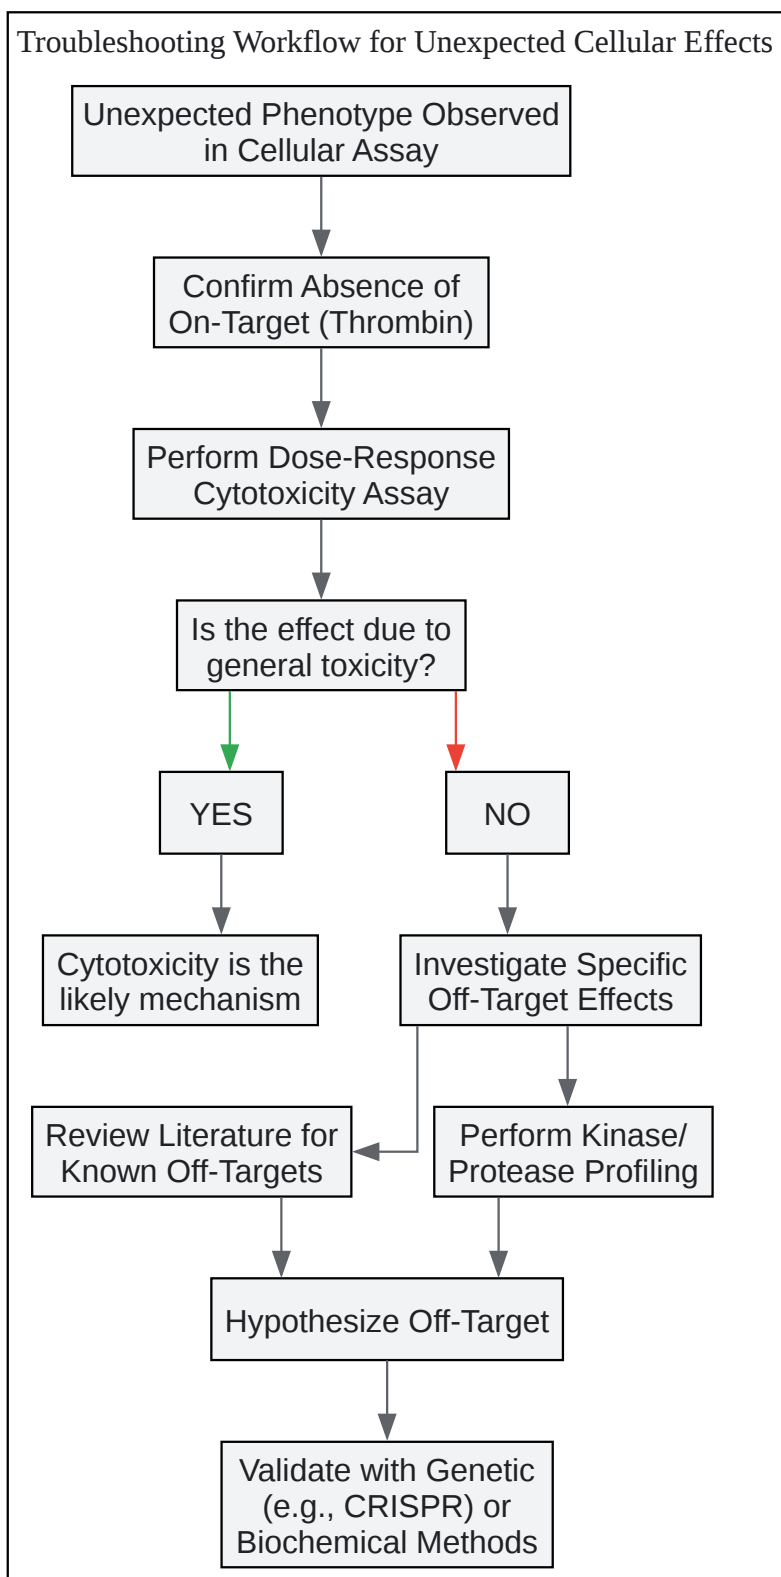 Troubleshooting Workflow for Unexpected Cellular Effects
Unexpected Phenotype Observed
in Cellular Assay
Confirm Absence of
On-Target (Thrombin)
Perform Dose-Response
Cytotoxicity Assay
Is the effect due to
general toxicity?
YES
NO
Cytotoxicity is the
likely mechanism
Investigate Specific
Off-Target Effects
Review Literature for
Known Off-Targets
Perform Kinase/
Protease Profiling
Hypothesize Off-Target
Validate with Genetic
(e.g., CRISPR) or
Biochemical Methods